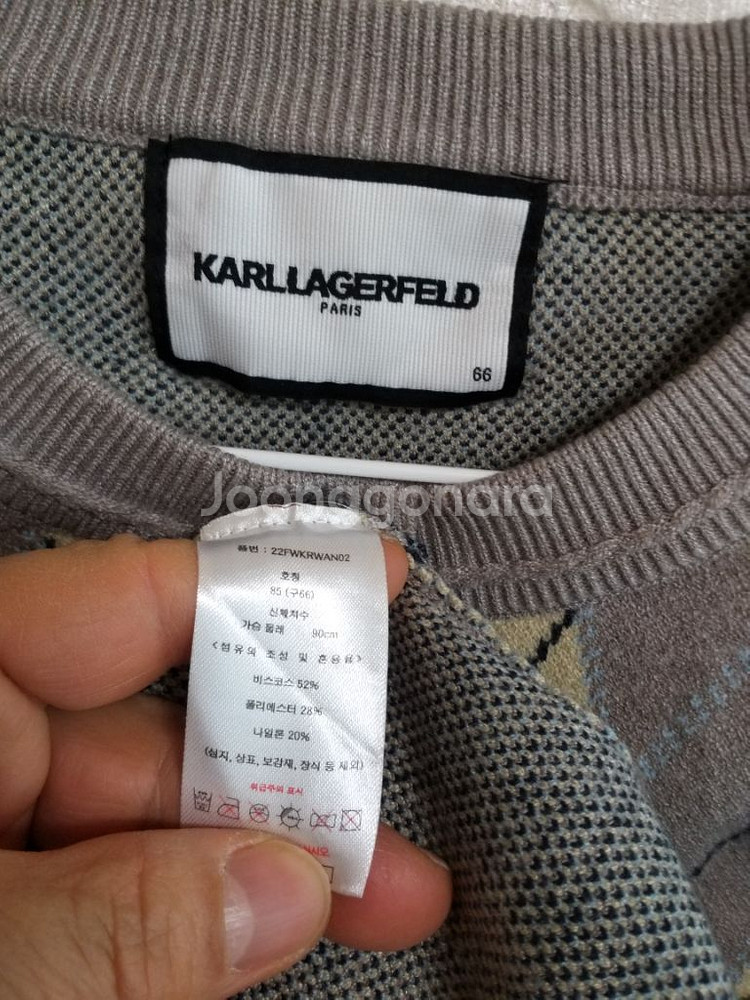 KARL LAGERFELD
PARIS
66
Joonggonara
품번 : 22FWKRWAN02
호칭
85 (구66)
신체치수
가슴 둘레 90cm
<섬유의 조성 및 혼용률>
비스코스 52%
폴리에스터 28%
나일론 20%
(심지, 상표, 보강재, 장식 등 제외)
취급주의 표시